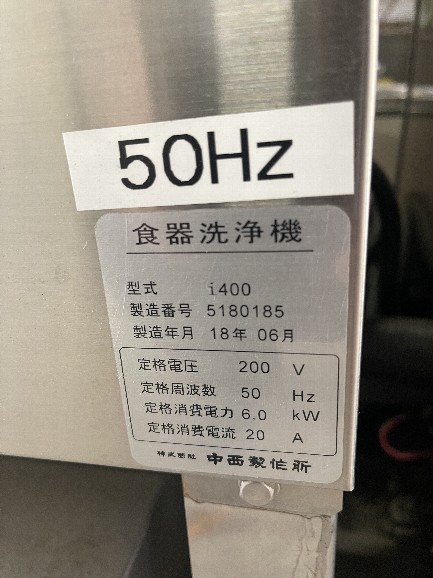 50Hz
食器洗浄機
型式 i400
製造番号 5180185
製造年月 18年 06月
定格電圧 200 V
定格周波数 50 Hz
定格消費電力 6.0 kW
定格消費電流 20 A
株式会社 中西製作所